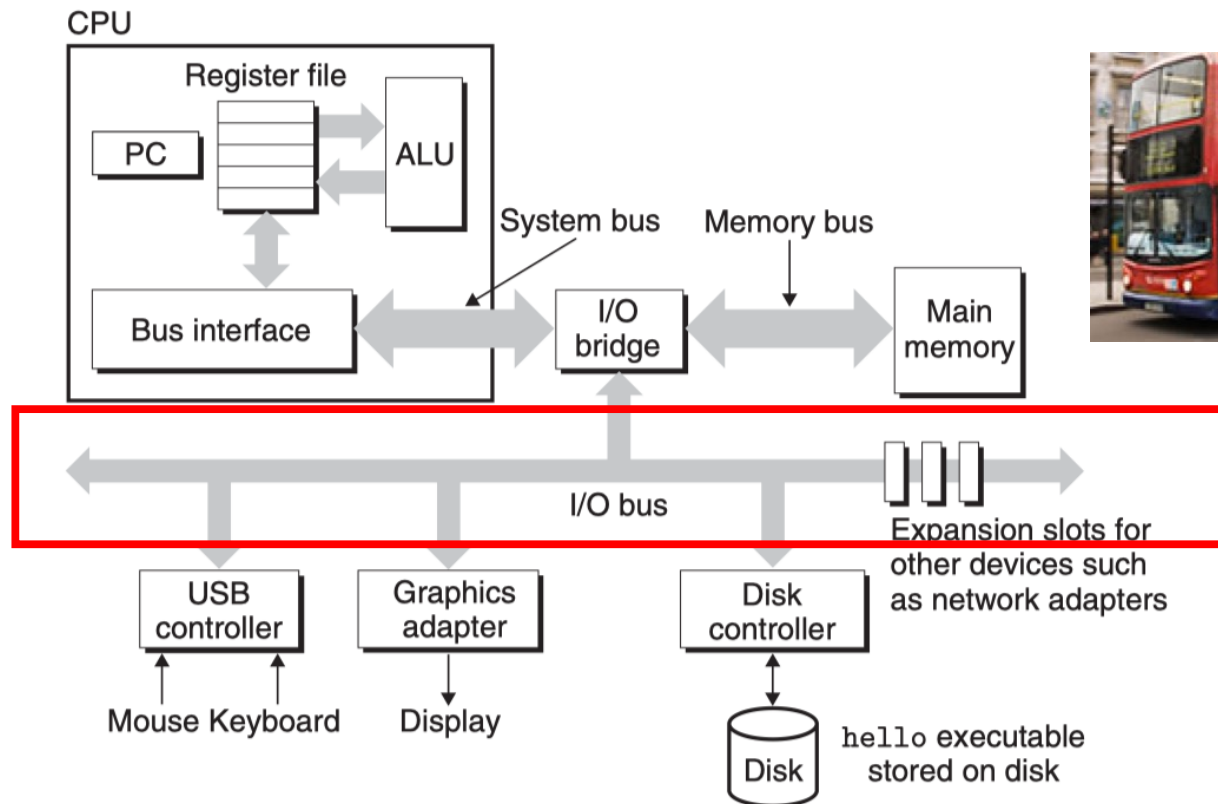 CPU
Register file
PC
ALU
System bus
Memory bus
Bus interface
I/O
bridge
Main
memory
I/O bus
Expansion slots for
other devices such
as network adapters
USB
controller
Graphics
adapter
Disk
controller
Mouse Keyboard
Display
Disk
hello executable
stored on disk